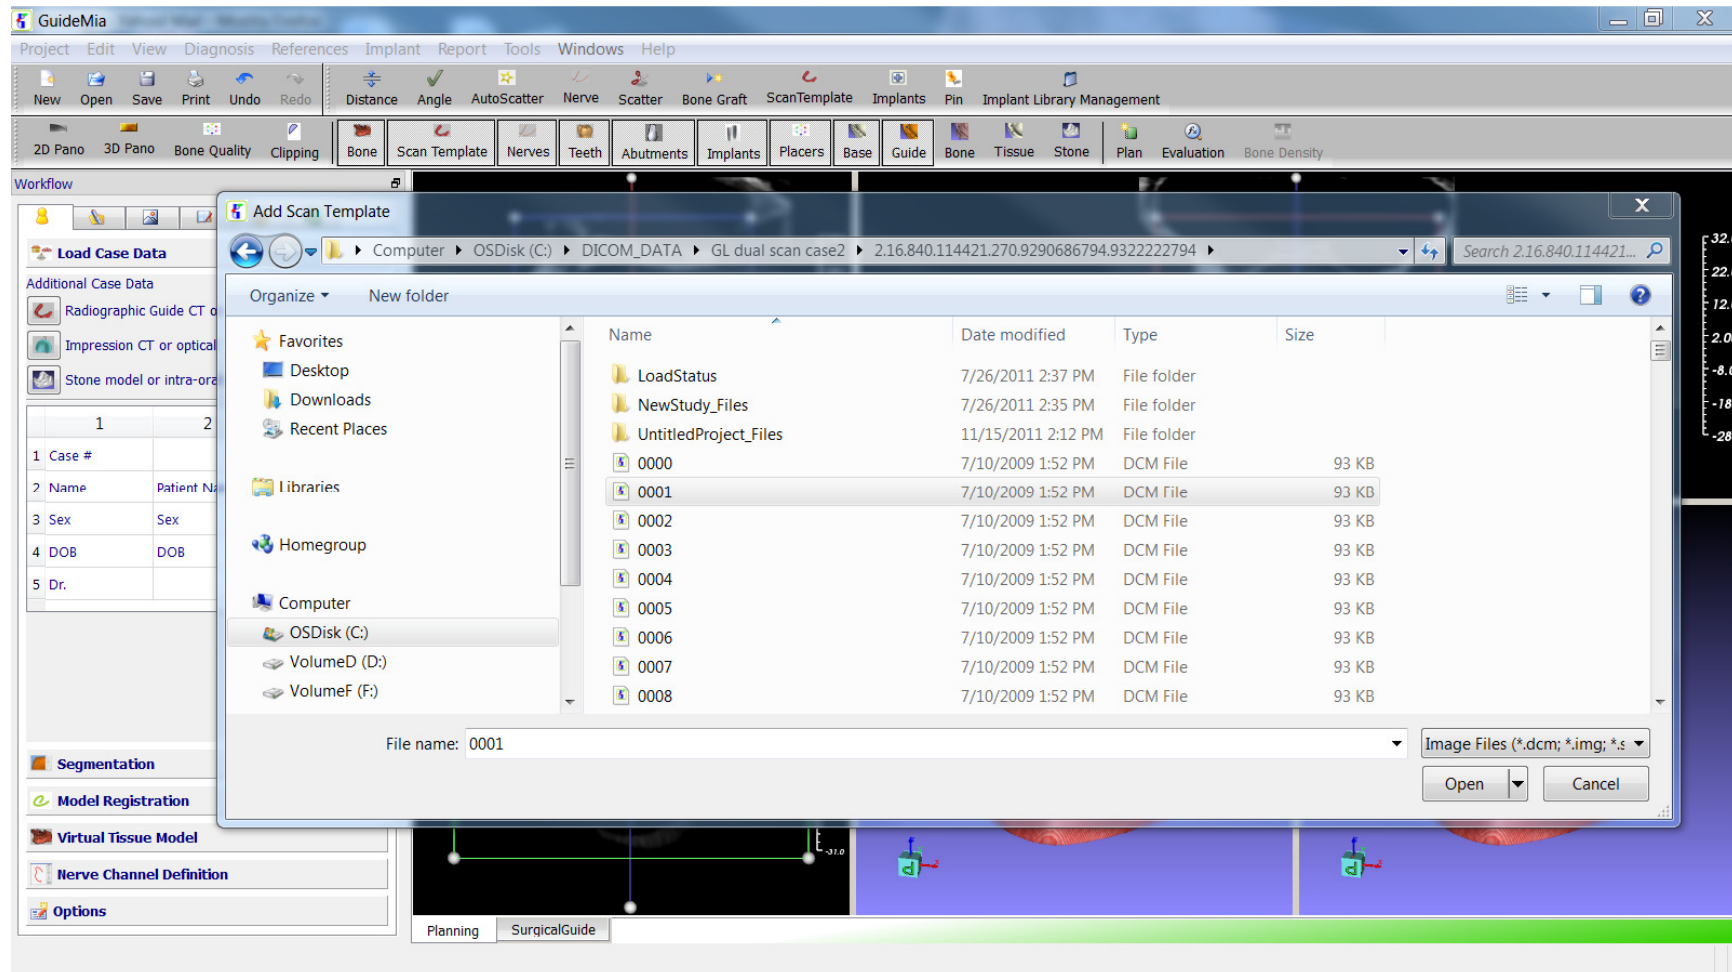 GuideMia
Project Edit View Diagnosis References Implant Report Tools Windows Help
New Open Save Print Undo Redo Distance Angle AutoScatter Nerve Scatter Bone Graft ScanTemplate Implants Pin Implant Library Management
2D Pano 3D Pano Bone Quality Clipping Bone Scan Template Nerves Teeth Abutments Implants Placers Base Guide Bone Tissue Stone Plan Evaluation Bone Density
Workflow
Add Scan Template
Load Case Data
Computer OSDisk (C:) DICOM_DATA GL dual scan case2 2.16.840.114421.270.9290686794.9322222794 Search 2.16.840.114421...
32.
22.
12.
2.0
-8.0
-18
-28
Additional Case Data
Radiographic Guide CT o
Impression CT or optical
Stone model or intra-ora
Organize New folder
Favorites
Desktop
Downloads
Recent Places
Libraries
Homegroup
Computer
OSDisk (C:)
VolumeD (D:)
VolumeF (F:)
Name Date modified Type Size
LoadStatus 7/26/2011 2:37 PM File folder
NewStudy_Files 7/26/2011 2:35 PM File folder
UntitledProject_Files 11/15/2011 2:12 PM File folder
0000 7/10/2009 1:52 PM DCM File 93 KB
0001 7/10/2009 1:52 PM DCM File 93 KB
0002 7/10/2009 1:52 PM DCM File 93 KB
0003 7/10/2009 1:52 PM DCM File 93 KB
0004 7/10/2009 1:52 PM DCM File 93 KB
0005 7/10/2009 1:52 PM DCM File 93 KB
0006 7/10/2009 1:52 PM DCM File 93 KB
0007 7/10/2009 1:52 PM DCM File 93 KB
0008 7/10/2009 1:52 PM DCM File 93 KB
1 2
1 Case #
2 Name Patient Na
3 Sex Sex
4 DOB DOB
5 Dr.
File name: 0001 Image Files (*.dcm; *.img; *.s
Open Cancel
Segmentation
Model Registration
Virtual Tissue Model
Nerve Channel Definition
Options
-31.0
Planning SurgicalGuide